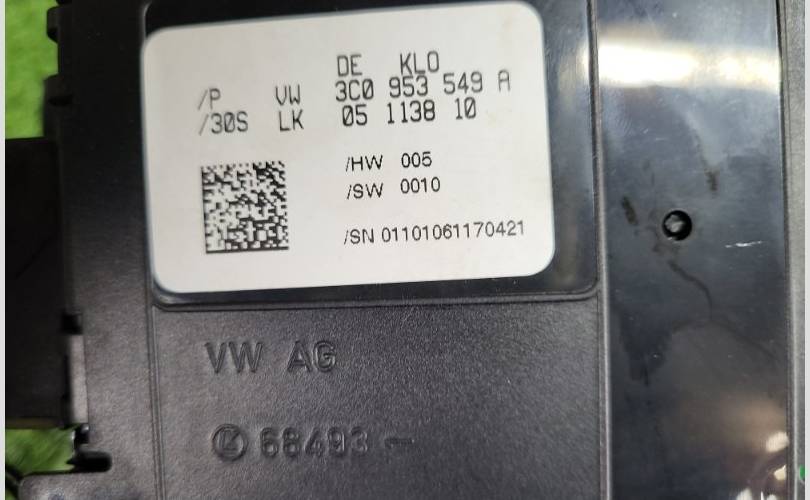 DE KLO
/P VW 3C0 953 549 A
/30S LK 05 1138 10
/HW 005
/SW 0010
/SN 01101061170421
VW AG
K 68493